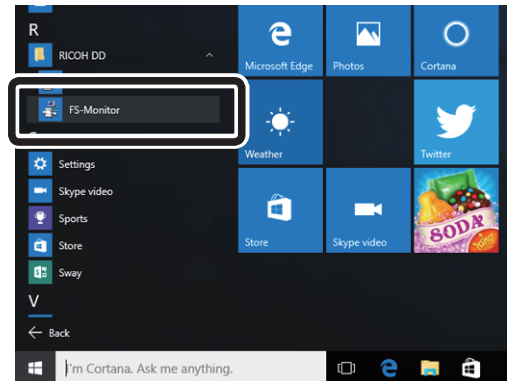 R
RICOH DD
FS-Monitor
Settings
Skype video
Sports
Store
Sway
V
Back
Microsoft Edge
Photos
Cortana
Weather
Twitter
Store
Skype video
SODA
King
I'm Cortana. Ask me anything.